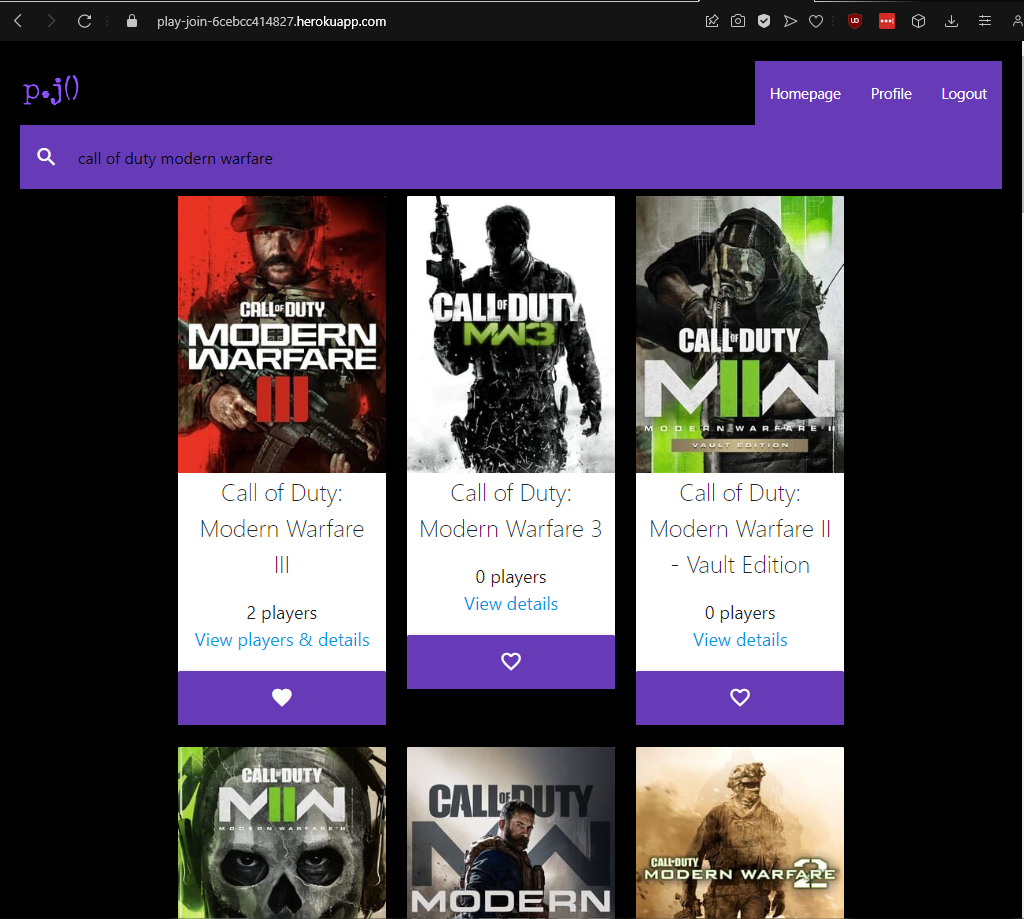 play-join-6cebcc414827.herokuapp.com
p.j()
Homepage Profile Logout
call of duty modern warfare
CALL OF DUTY
MODERN
WARFARE
III
CALL OF DUTY
MW3
CALL OF DUTY
MWII
MODERN WARFARE II
VAULT EDITION
Call of Duty:
Modern Warfare
III
2 players
View players & details
Call of Duty:
Modern Warfare 3
0 players
View details
Call of Duty:
Modern Warfare II
- Vault Edition
0 players
View details
CALL OF DUTY
MWII
MODERN WARFARE II
CALL OF DUTY
MW
MODERN
CALL OF DUTY
MODERN WARFARE 2